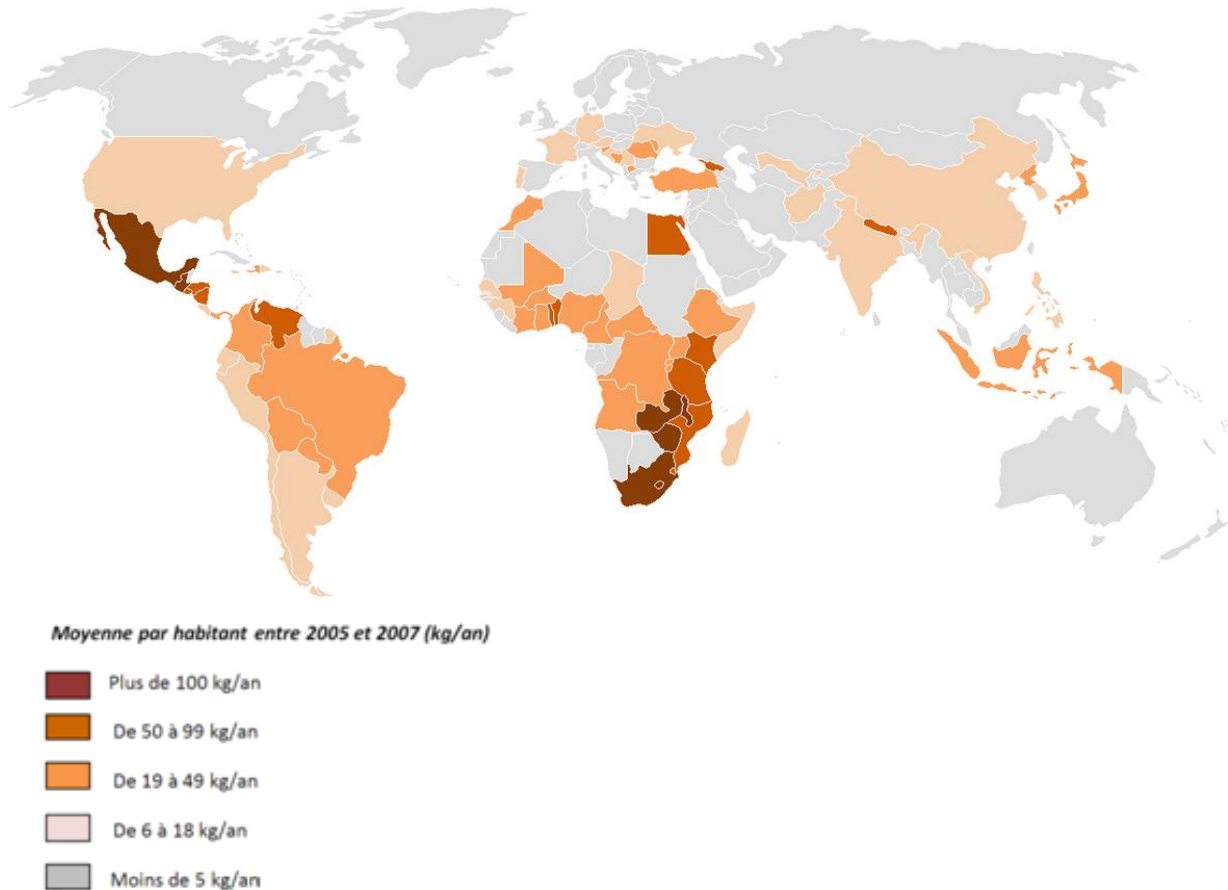 Moyenne par habitant entre 2005 et 2007 (kg/an)
Plus de 100 kg/an
De 50 à 99 kg/an
De 19 à 49 kg/an
De 6 à 18 kg/an
Moins de 5 kg/an